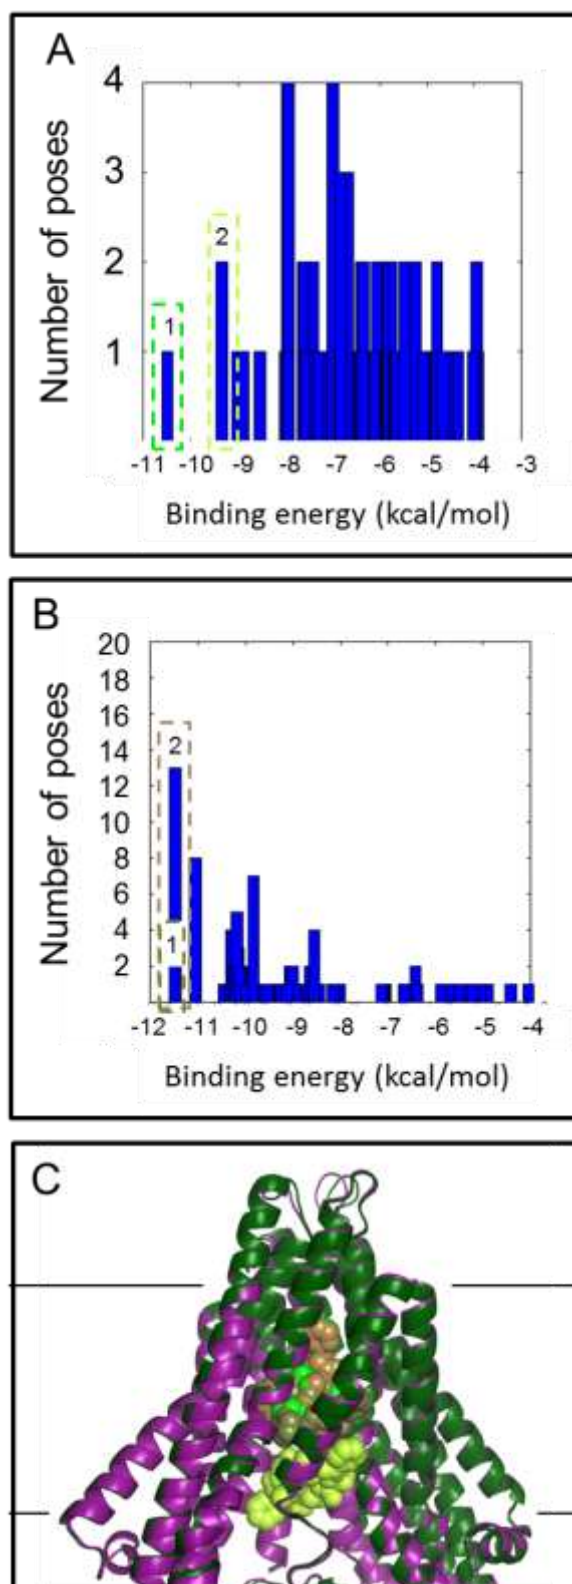 A
Number of poses
4
3
2
1
2
1
-11 -10 -9 -8 -7 -6 -5 -4 -3
Binding energy (kcal/mol)
B
Number of poses
20
18
16
14
12
10
8
6
4
2
2
1
-12 -11 -10 -9 -8 -7 -6 -5 -4
Binding energy (kcal/mol)
C